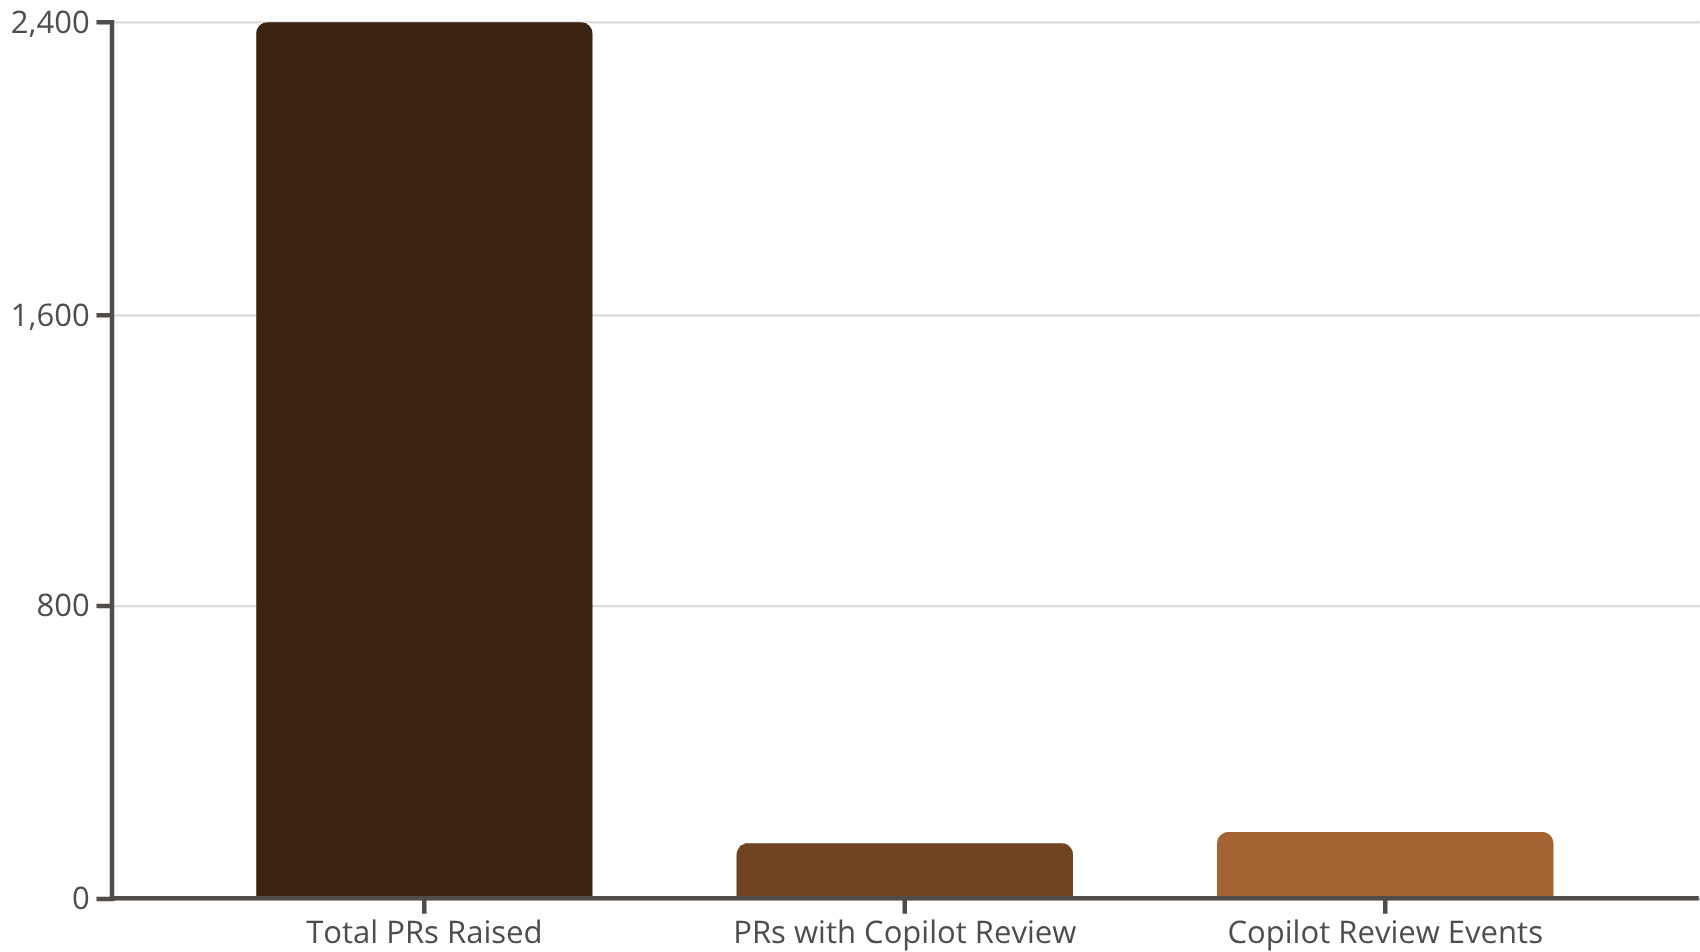 2,400
1,600
800
0
Total PRs Raised
PRs with Copilot Review
Copilot Review Events